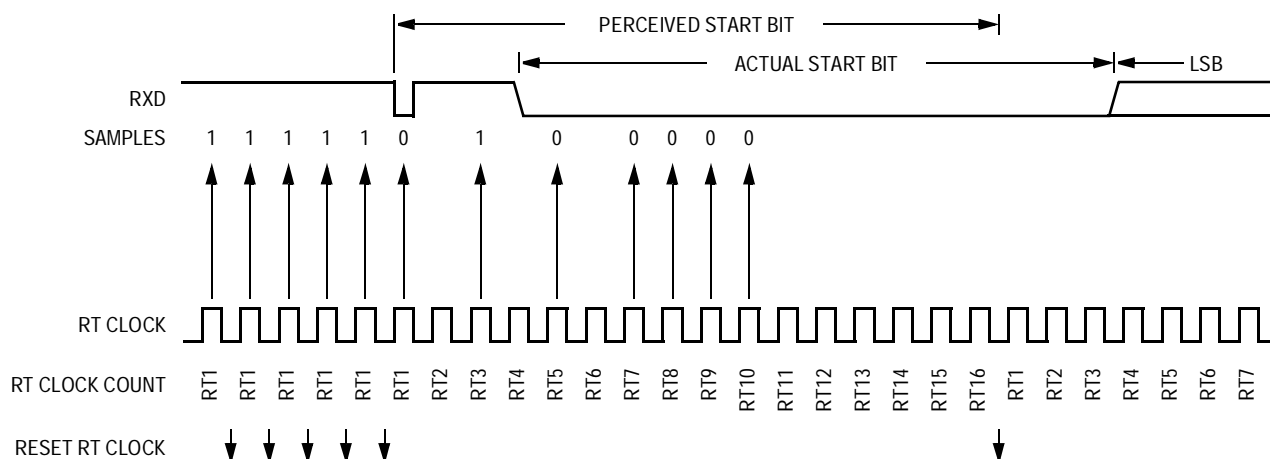 PERCEIVED START BIT
ACTUAL START BIT
LSB
RXD
SAMPLES 1 1 1 1 1 0 1 0 0 0 0 0
RT CLOCK
RT CLOCK COUNT RT1 RT1 RT1 RT1 RT1 RT1 RT2 RT3 RT4 RT5 RT6 RT7 RT8 RT9 RT10 RT11 RT12 RT13 RT14 RT15 RT16 RT1 RT2 RT3 RT4 RT5 RT6 RT7
RESET RT CLOCK